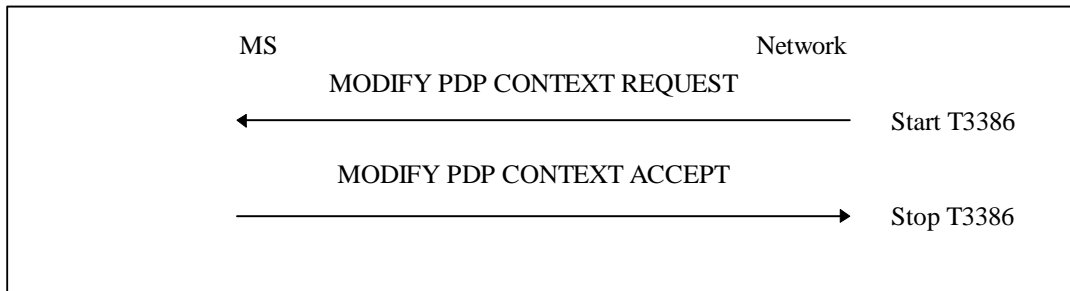 MS Network
MODIFY PDP CONTEXT REQUEST
Start T3386
MODIFY PDP CONTEXT ACCEPT
Stop T3386